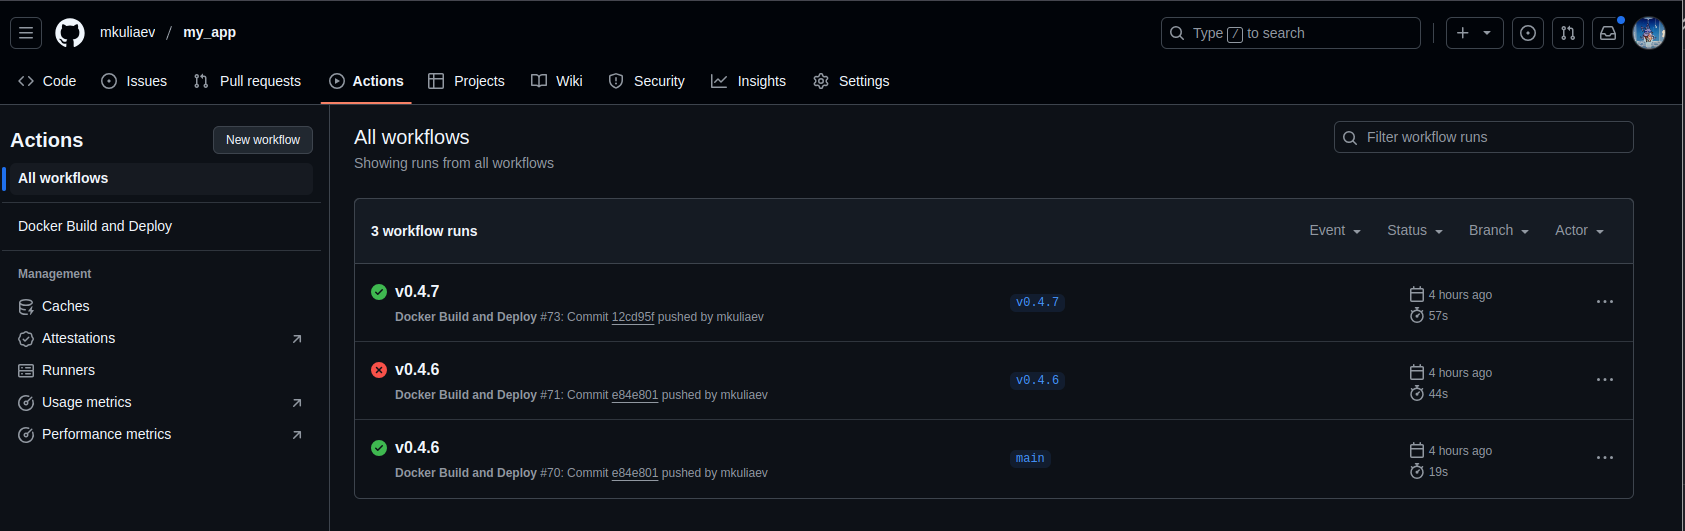 mkuliaev / my_app
Type / to search
Code Issues Pull requests Actions Projects Wiki Security Insights Settings
Actions
New workflow
All workflows
Docker Build and Deploy
Management
Caches
Attestations
Runners
Usage metrics
Performance metrics
All workflows
Showing runs from all workflows
Filter workflow runs
3 workflow runs
Event Status Branch Actor
v0.4.7
Docker Build and Deploy #73: Commit 12cd95f pushed by mkuliaev
v0.4.7
4 hours ago
57s
v0.4.6
Docker Build and Deploy #71: Commit e84e801 pushed by mkuliaev
v0.4.6
4 hours ago
44s
v0.4.6
Docker Build and Deploy #70: Commit e84e801 pushed by mkuliaev
main
4 hours ago
19s